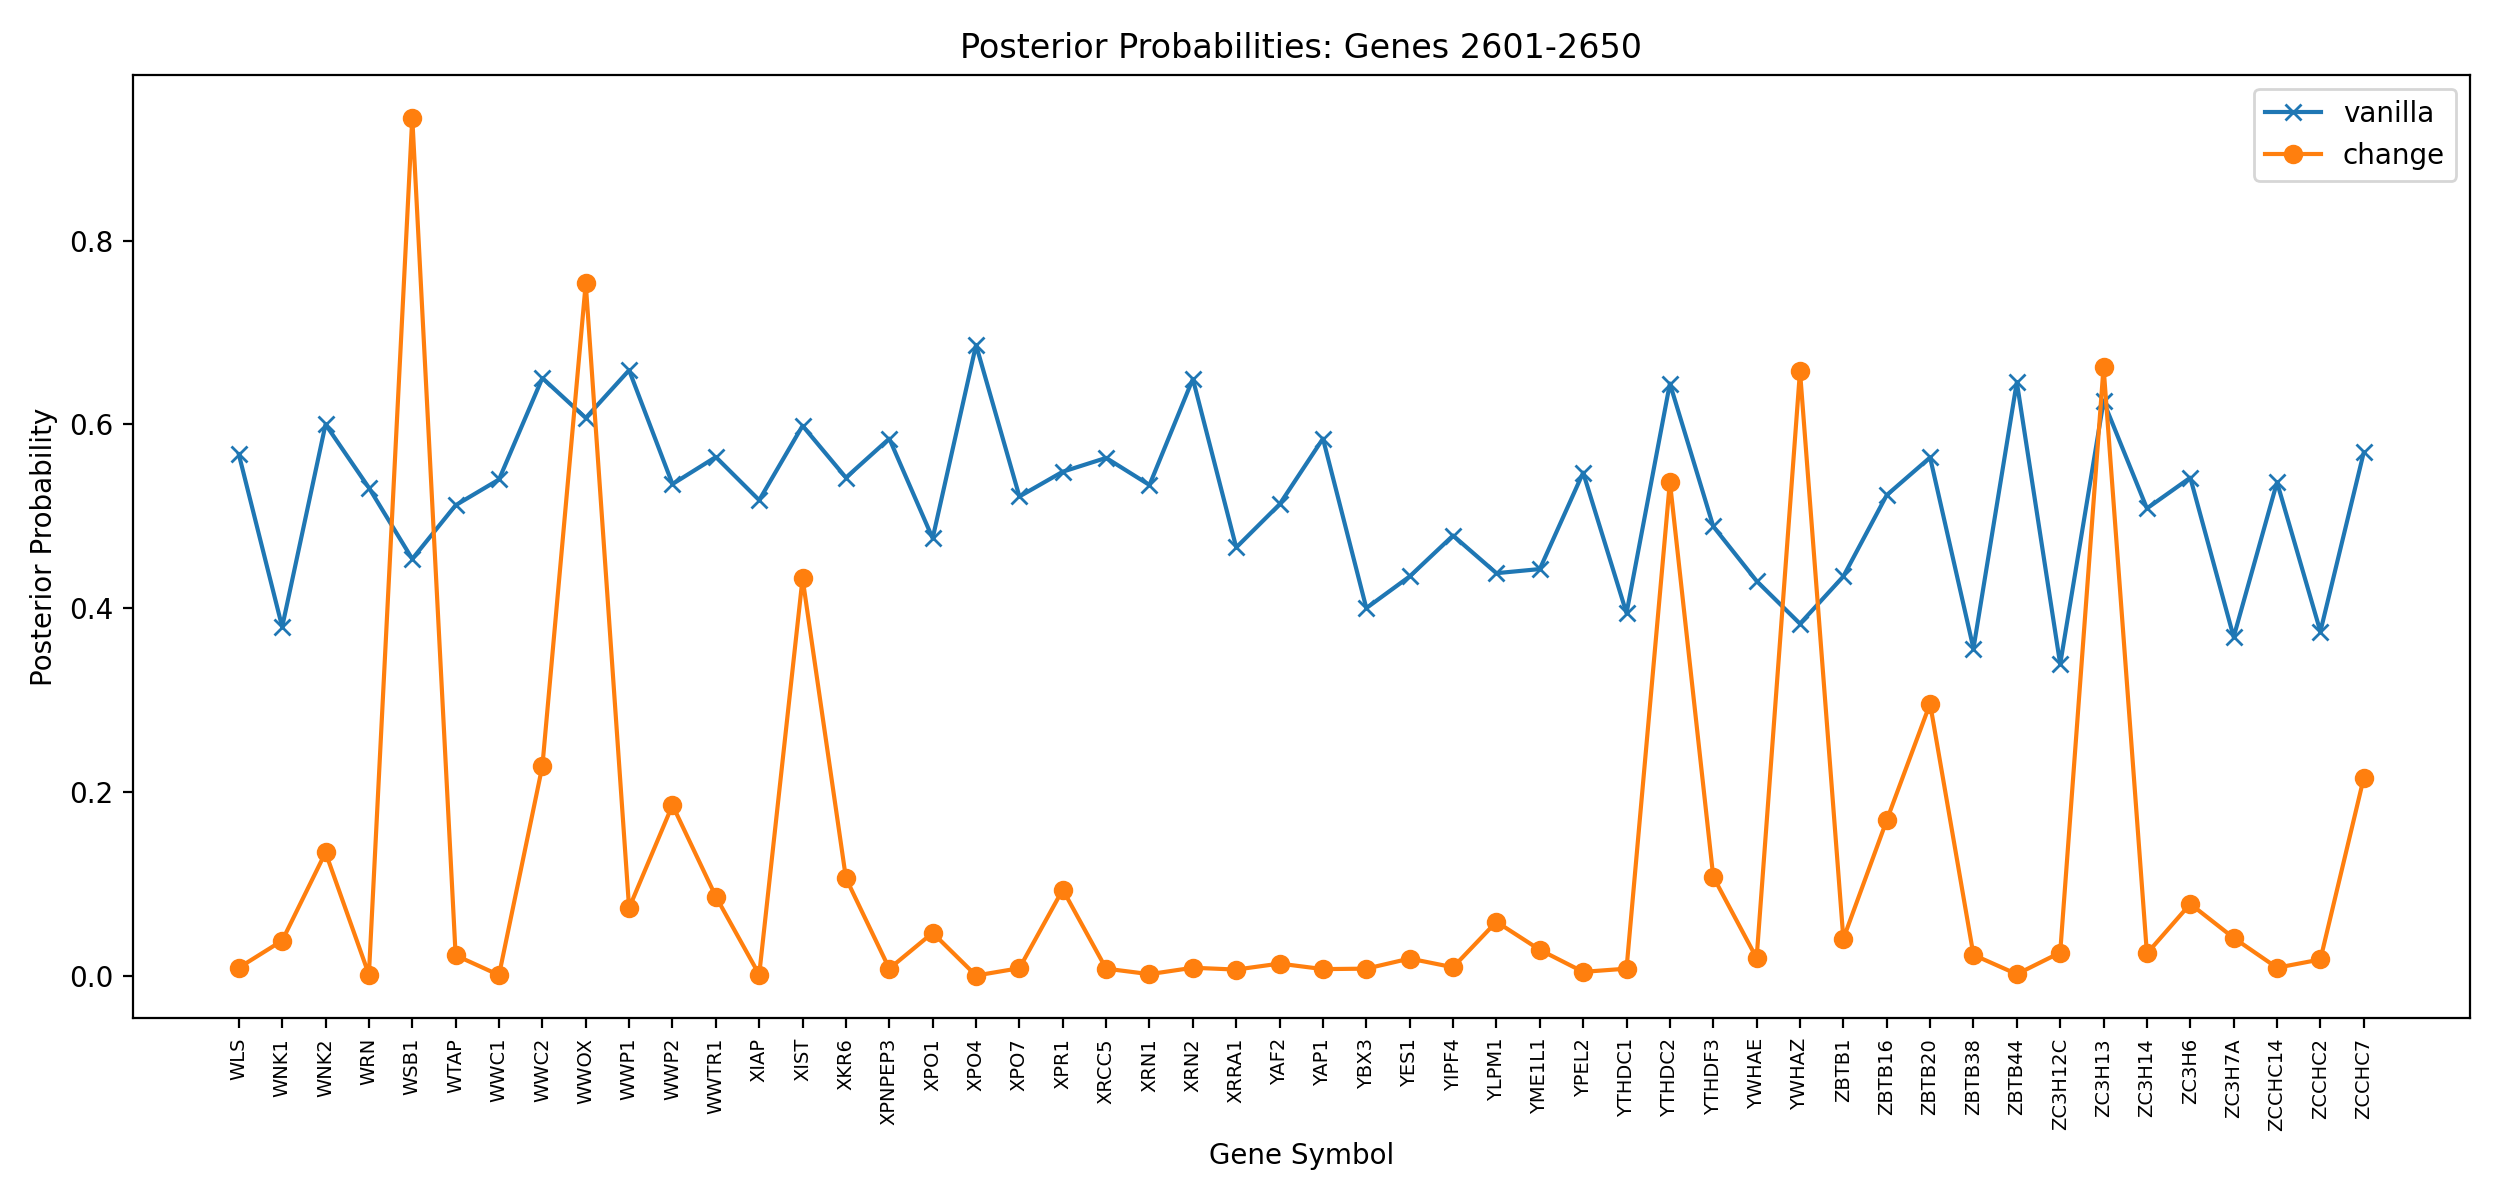 Posterior Probabilities: Genes 2601-2650
vanilla
change
Posterior Probability
0.8
0.6
0.4
0.2
0.0
WLS
WNK1
WNK2
WRN
WSB1
WTAP
WWC1
WWC2
WWOX
WWP1
WWP2
WWTR1
XIAP
XIST
XKR6
XPNPEP3
XPO1
XPO4
XPO7
XPR1
XRCC5
XRN1
XRN2
XRRA1
YAF2
YAP1
YBX3
YES1
YIPF4
YLPM1
YME1L1
YPEL2
YTHDC1
YTHDC2
YTHDF3
YWHAE
YWHAZ
ZBTB1
ZBTB16
ZBTB20
ZBTB38
ZBTB44
ZC3H12C
ZC3H13
ZC3H14
ZC3H6
ZC3H7A
ZCCHC14
ZCCHC2
ZCCHC7
Gene Symbol